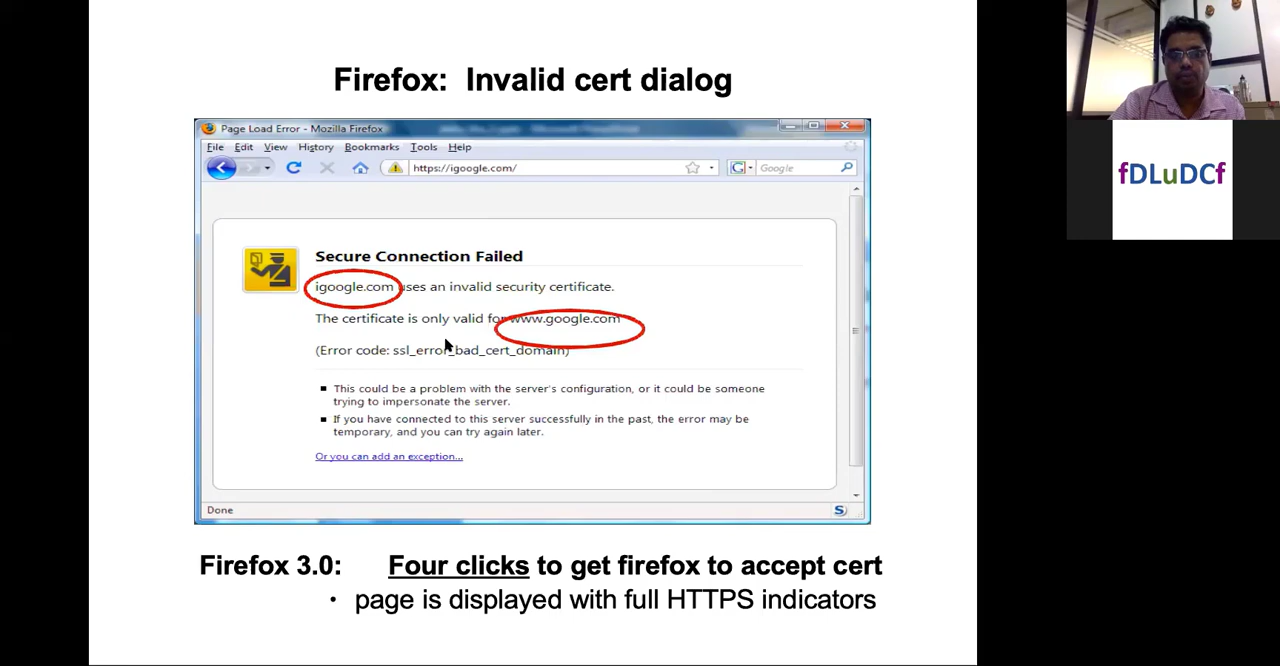 Firefox: Invalid cert dialog
Page Load Error - Mozilla Firefox
File Edit View History Bookmarks Tools Help
https://igoogle.com/
Google
Secure Connection Failed
igoogle.com uses an invalid security certificate.
The certificate is only valid for www.google.com
(Error code: ssl_error_bad_cert_domain)
This could be a problem with the server's configuration, or it could be someone
trying to impersonate the server.
If you have connected to this server successfully in the past, the error may be
temporary, and you can try again later.
Or you can add an exception...
Done
Firefox 3.0: Four clicks to get firefox to accept cert
• page is displayed with full HTTPS indicators
fDLuDCf